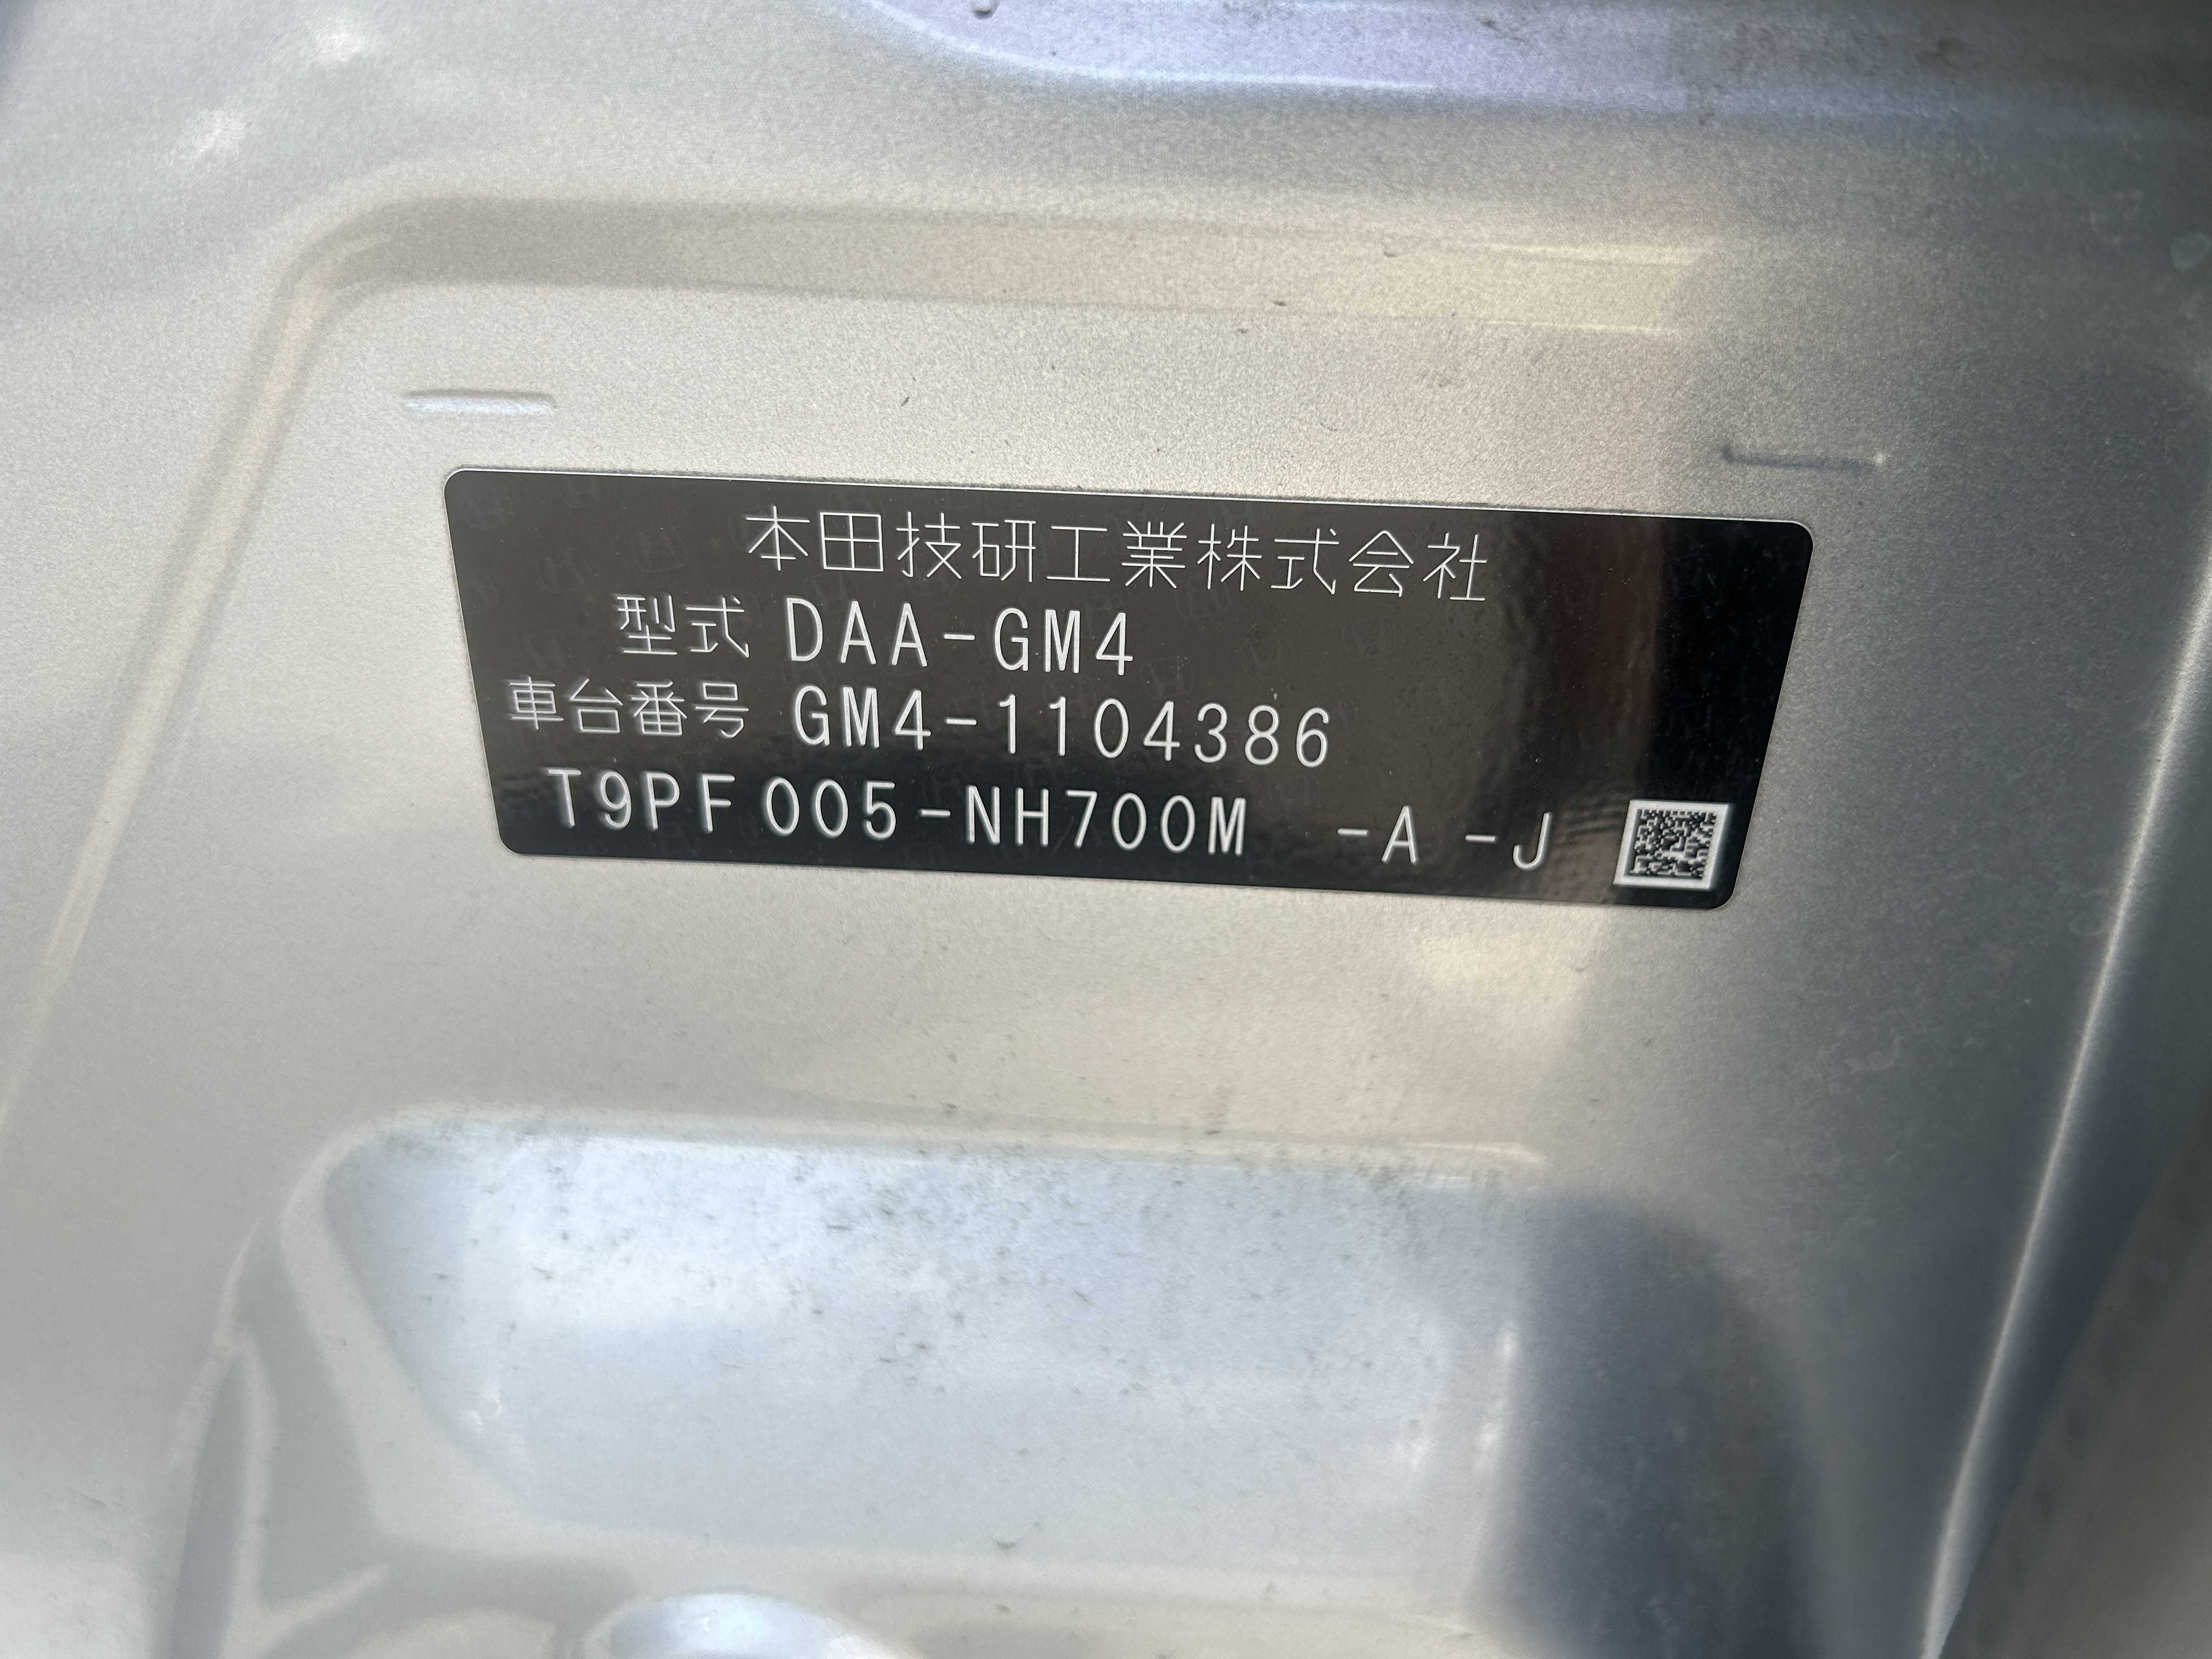 本田技研工業株式会社
型式 DAA-GM4
車台番号 GM4-1104386
T9PF005-NH700M -A -J